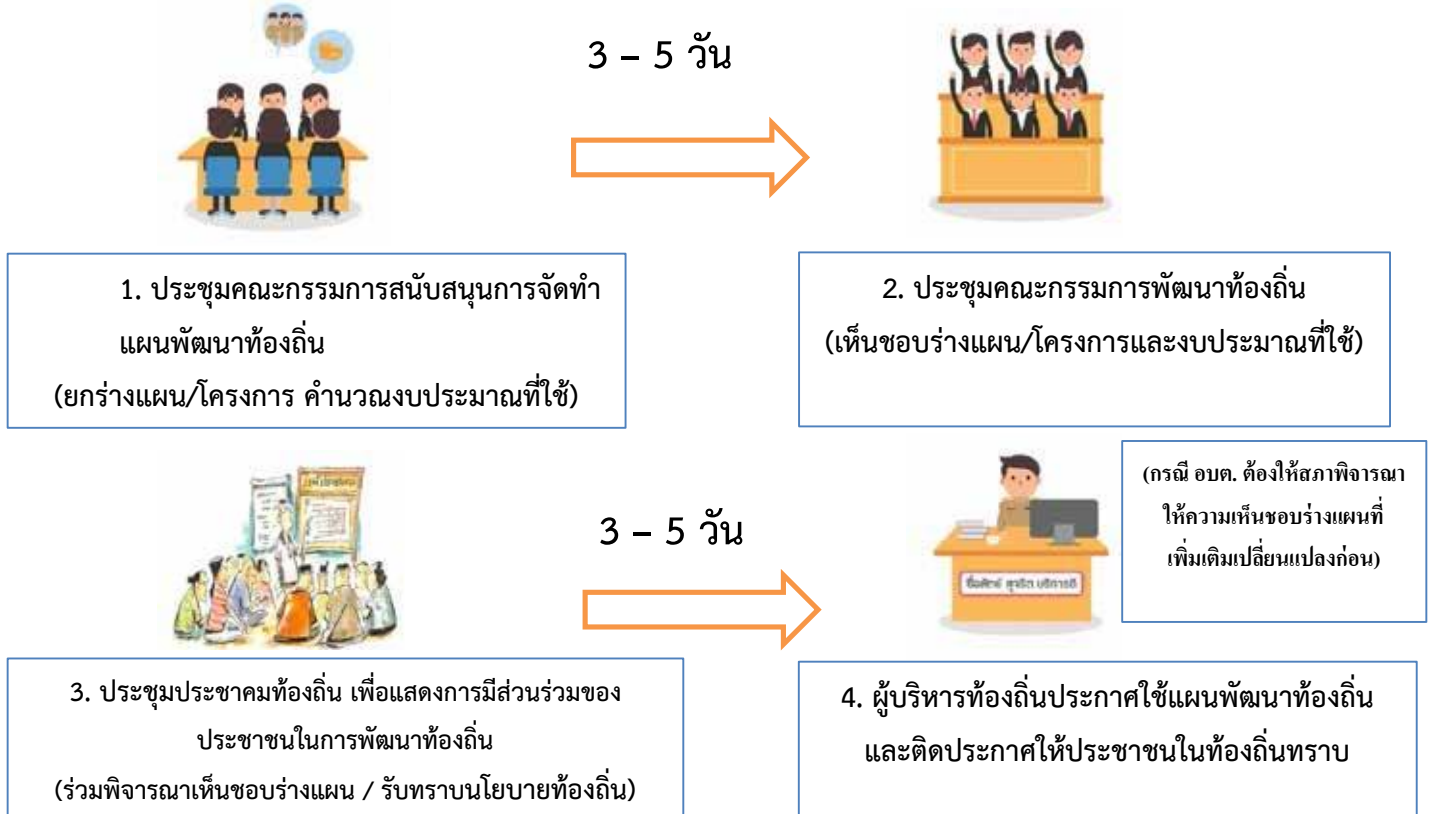 3 – 5 วัน
1. ประชุมคณะกรรมการสนับสนุนการจัดทำ
แผนพัฒนาท้องถิ่น
(ยกร่างแผน/โครงการ คำนวณงบประมาณที่ใช้)
2. ประชุมคณะกรรมการพัฒนาท้องถิ่น
(เห็นชอบร่างแผน/โครงการและงบประมาณที่ใช้)
3 – 5 วัน
(กรณี อบต. ต้องให้สภาพิจารณา
ให้ความเห็นชอบร่างแผนที่
เพิ่มเติมเปลี่ยนแปลงก่อน)
ซื่อสัตย์ สุจริต บริการดี
3. ประชุมประชาคมท้องถิ่น เพื่อแสดงการมีส่วนร่วมของ
ประชาชนในการพัฒนาท้องถิ่น
(ร่วมพิจารณาเห็นชอบร่างแผน / รับทราบนโยบายท้องถิ่น)
4. ผู้บริหารท้องถิ่นประกาศใช้แผนพัฒนาท้องถิ่น
และติดประกาศให้ประชาชนในท้องถิ่นทราบ